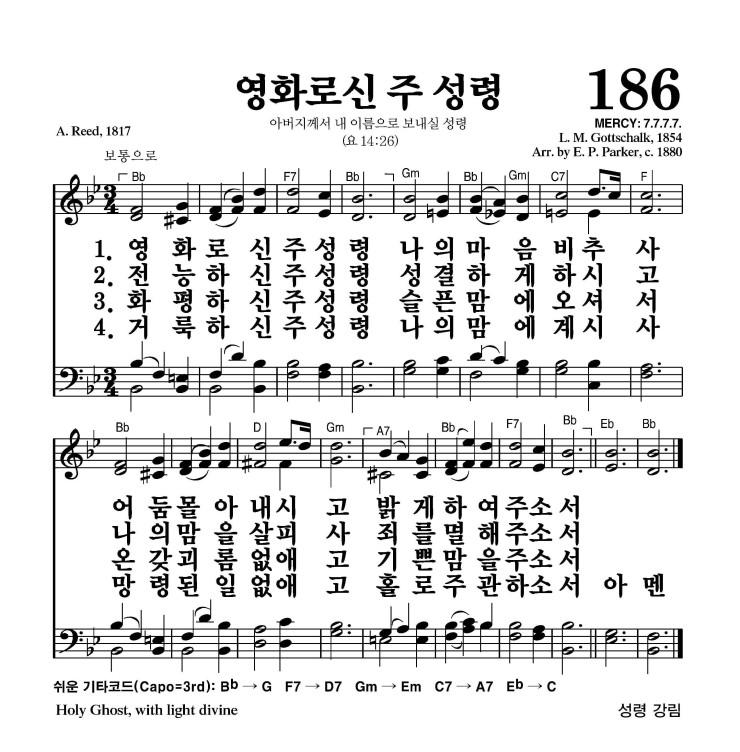 영화로신 주 성령
186
아버지께서 내 이름으로 보내실 성령
(요 14:26)
MERCY: 7.7.7.7.
A. Reed, 1817
L. M. Gottschalk, 1854
Arr. by E. P. Parker, c. 1880
보통으로
Bb F7 Bb Gm Bb Gm C7 F
3/4
1. 영 화 로 신 주 성 령 나 의 마 음 비 추 사
2. 전 능 하 신 주 성 령 성 결 하 게 하 시 고
3. 화 평 하 신 주 성 령 슬 픈 맘 에 오 셔 서
4. 거 룩 하 신 주 성 령 나 의 맘 에 계 시 사
3/4
Bb D Gm A7 Bb F7 Bb Eb Bb
어 둠 몰 아 내 시 고 밝 게 하 여 주 소 서
나 의 맘 을 살 피 사 죄 를 멸 해 주 소 서
온 갖 괴 롬 없 애 고 기 쁜 맘 을 주 소 서
망 령 된 일 없 애 고 홀 로 주 관 하 소 서 아 멘
쉬운 기타코드(Capo=3rd): Bb → G F7 → D7 Gm → Em C7 → A7 Eb → C
Holy Ghost, with light divine
성령 강림